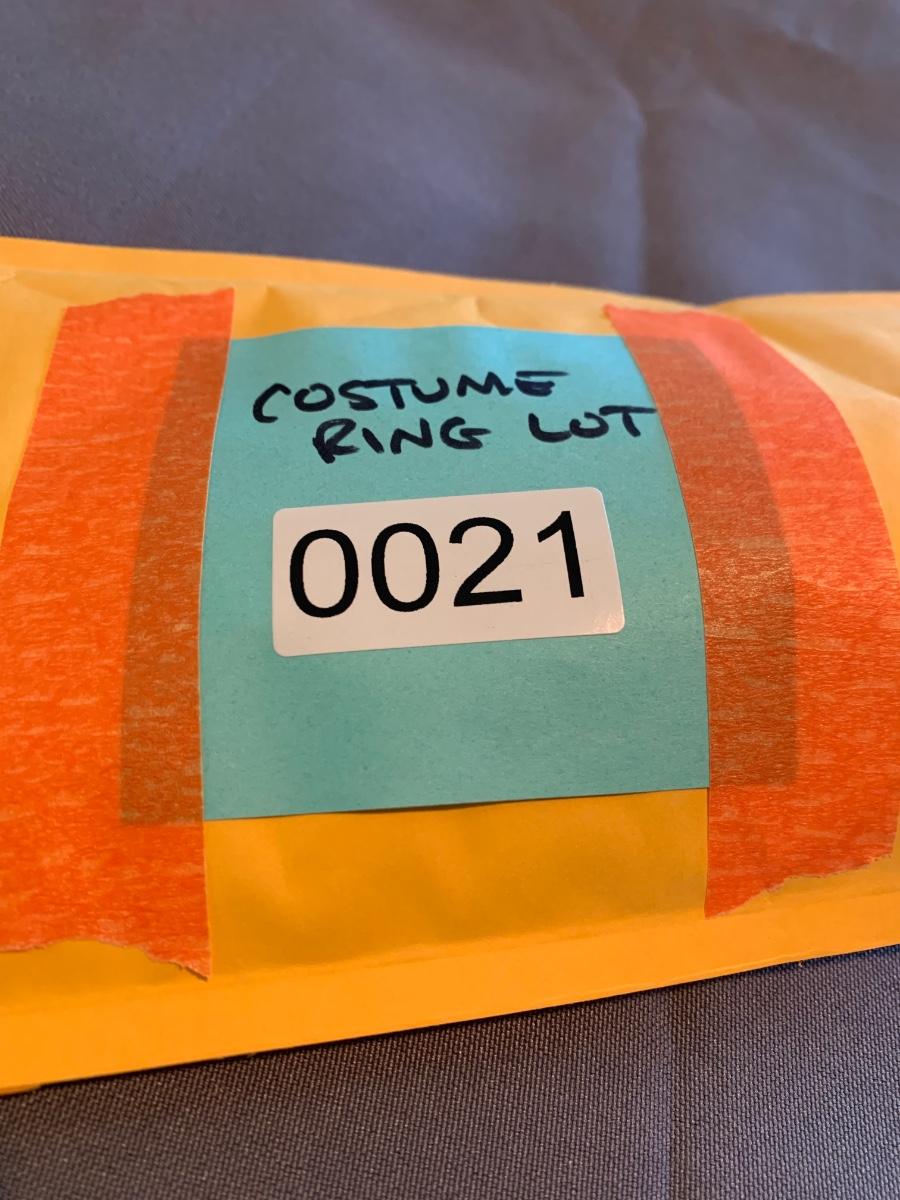 COSTUME
RING LOT
0021